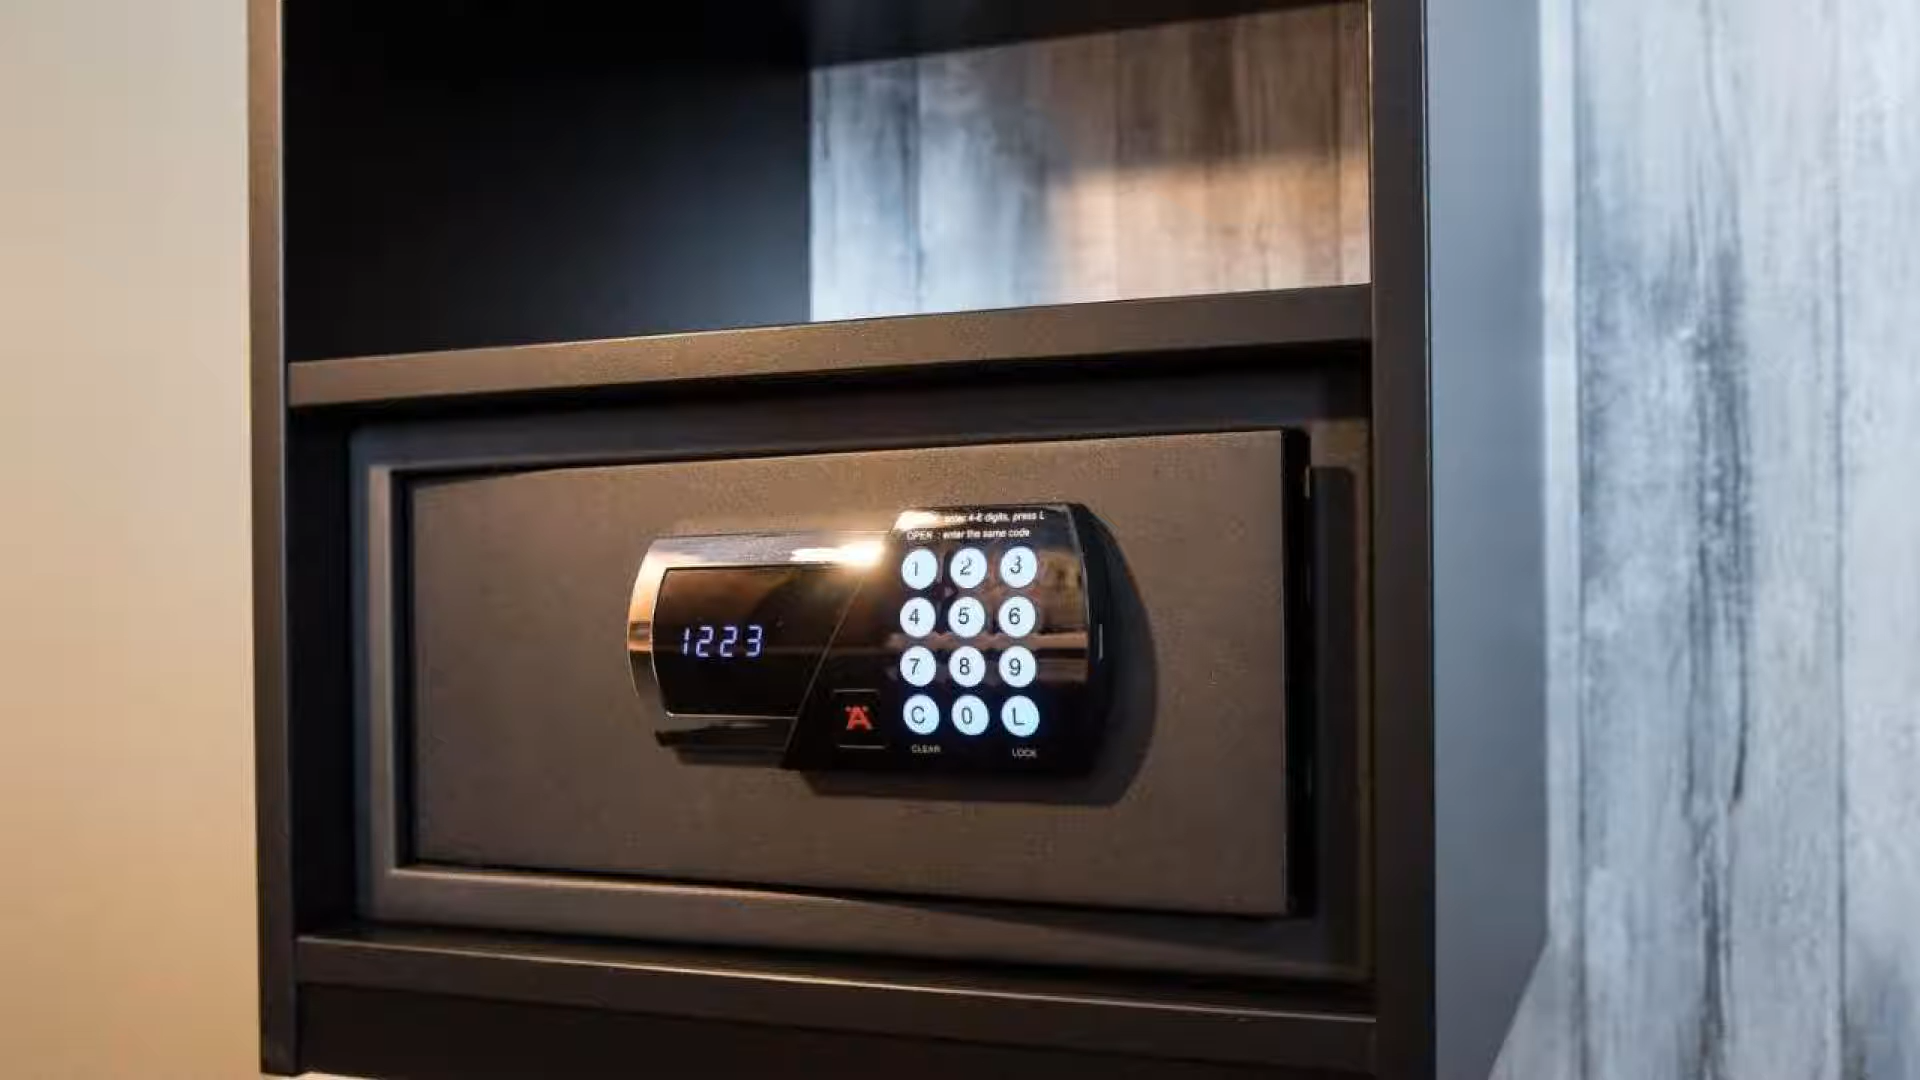 enter 4-6 digits, press L
OPEN : enter the same code
1 2 3
4 5 6
1223
7 8 9
C 0 L
CLEAR LOCK